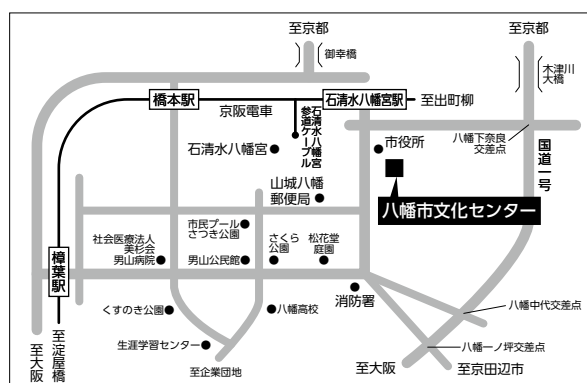 至京都
至京都
御幸橋
木津川
大橋
橋本駅
京阪電車
石清水八幡宮駅
至出町柳
石清水八幡宮
参道ケーブル
石清水八幡宮
市役所
八幡下奈良
交差点
国道一号
山城八幡
郵便局
八幡市文化センター
市民プール
さつき公園
さくら
公園
松花堂
庭園
社会医療法人
美杉会
男山病院
男山公民館
樟葉駅
消防署
くすのき公園
八幡高校
八幡中代交差点
生涯学習センター
八幡一ノ坪交差点
至大阪
至淀屋橋
至企業団地
至大阪
至京田辺市